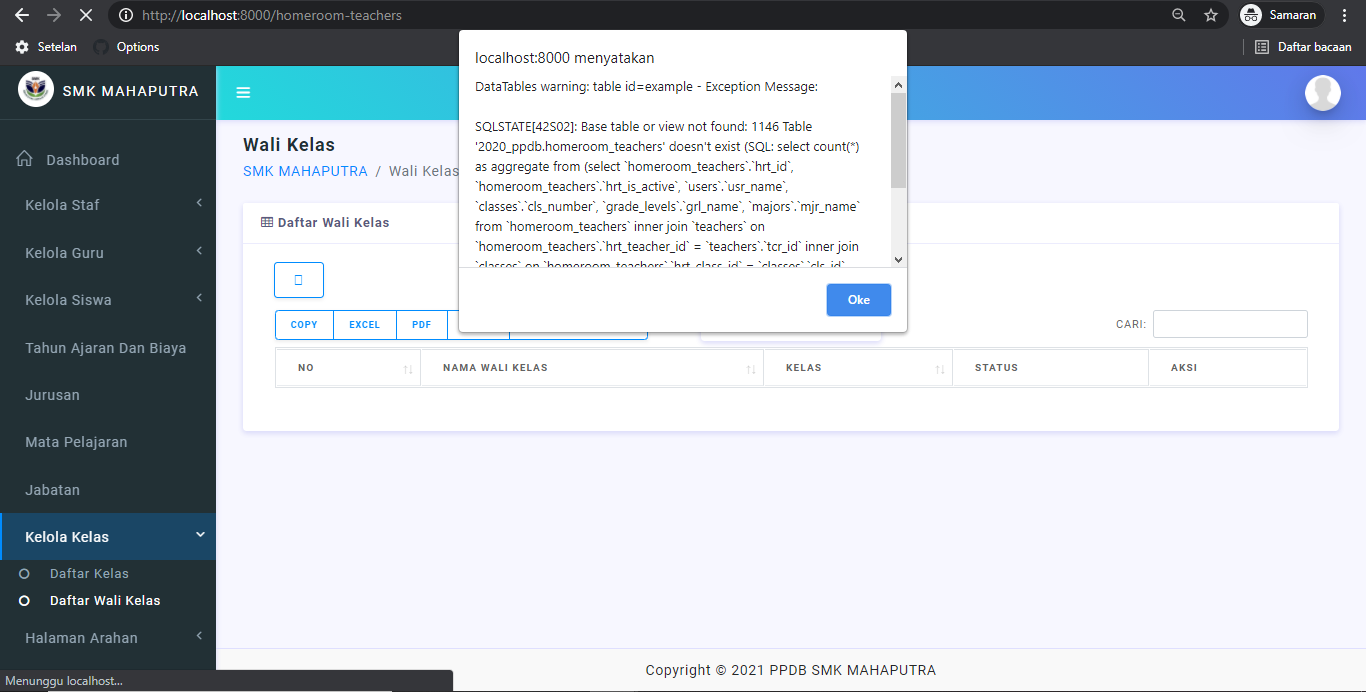 http://localhost:8000/homeroom-teachers
Samaran
Setelan
Options
Daftar bacaan
localhost:8000 menyatakan
DataTables warning: table id=example - Exception Message:
SQLSTATE[42S02]: Base table or view not found: 1146 Table
'2020_ppdb.homeroom_teachers' doesn't exist (SQL: select count(*)
as aggregate from (select `homeroom_teachers`.`hrt_id`,
`homeroom_teachers`.`hrt_is_active`, `users`.`usr_name`,
`classes`.`cls_number`, `grade_levels`.`grl_name`, `majors`.`mjr_name`
from `homeroom_teachers` inner join `teachers` on
`homeroom_teachers`.`hrt_teacher_id` = `teachers`.`tcr_id` inner join
`classes` on `homeroom_teachers`.`hrt_class_id` = `classes`.`cls_id`
Oke
SMK MAHAPUTRA
Dashboard
Kelola Staf
Kelola Guru
Kelola Siswa
Tahun Ajaran Dan Biaya
Jurusan
Mata Pelajaran
Jabatan
Kelola Kelas
Daftar Kelas
Daftar Wali Kelas
Halaman Arahan
Wali Kelas
SMK MAHAPUTRA / Wali Kelas
Daftar Wali Kelas
COPY EXCEL PDF
CARI:
NO NAMA WALI KELAS KELAS STATUS AKSI
Copyright © 2021 PPDB SMK MAHAPUTRA
Menunggu localhost...